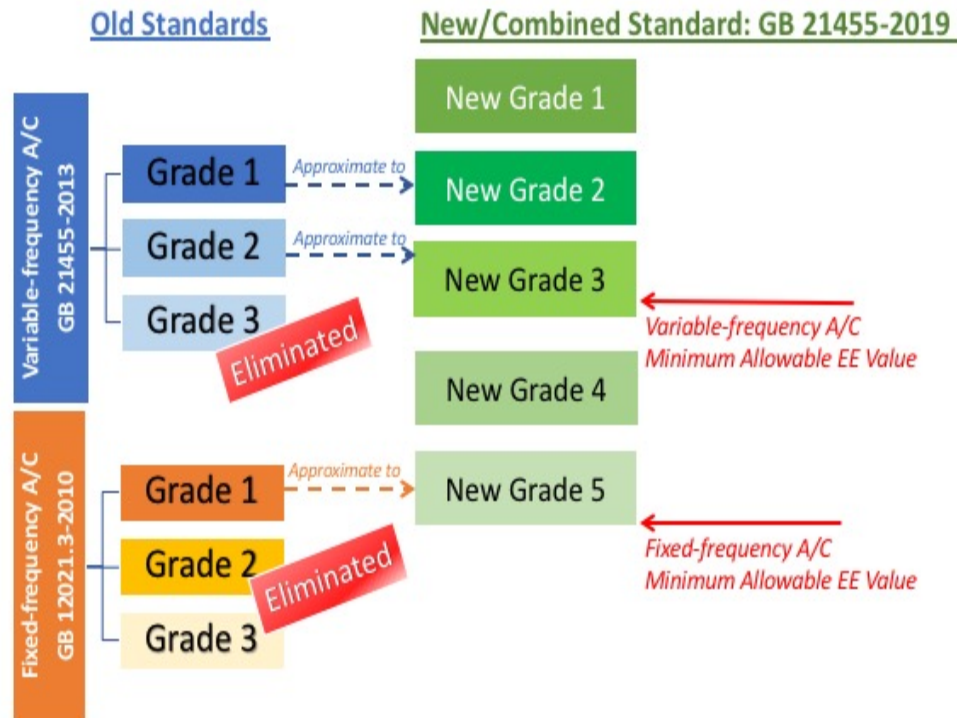 Old Standards
New/Combined Standard: GB 21455-2019
Variable-frequency A/C
GB 21455-2013
Grade 1
Approximate to
Grade 2
Approximate to
Grade 3
Eliminated
New Grade 1
New Grade 2
New Grade 3
Variable-frequency A/C
Minimum Allowable EE Value
New Grade 4
Fixed-frequency A/C
GB 12021.3-2010
Grade 1
Approximate to
New Grade 5
Grade 2
Eliminated
Grade 3
Fixed-frequency A/C
Minimum Allowable EE Value